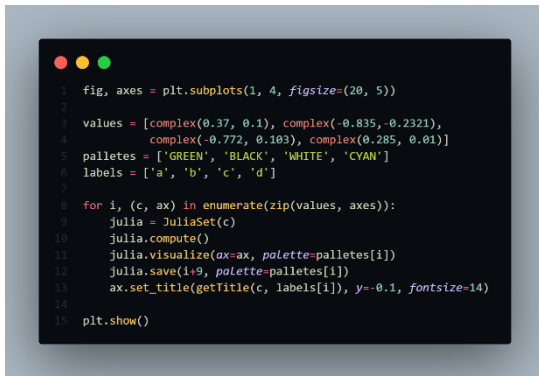 1 fig, axes = plt.subplots(1, 4, figsize=(20, 5))
2
3 values = [complex(0.37, 0.1), complex(-0.835,-0.2321),
4           complex(-0.772, 0.103), complex(0.285, 0.01)]
5 palletes = ['GREEN', 'BLACK', 'WHITE', 'CYAN']
6 labels = ['a', 'b', 'c', 'd']
7
8 for i, (c, ax) in enumerate(zip(values, axes)):
9     julia = JuliaSet(c)
10     julia.compute()
11     julia.visualize(ax=ax, palette=palletes[i])
12     julia.save(i+9, palette=palletes[i])
13     ax.set_title(getTitle(c, labels[i]), y=-0.1, fontsize=14)
14
15 plt.show()